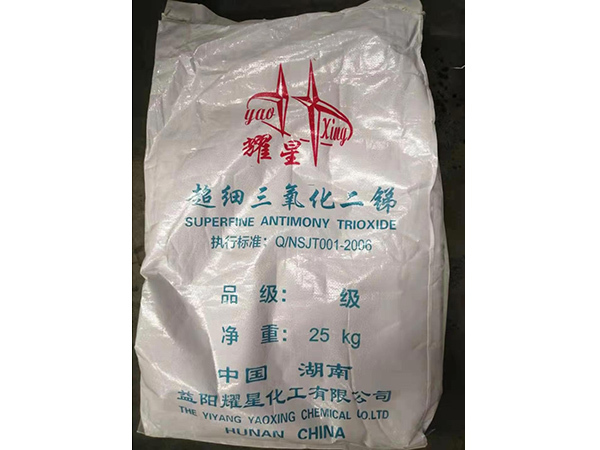 yao xing
耀星
超细三氧化二锑
SUPERFINE ANTIMONY TRIOXIDE
执行标准：Q/NSJT001-2006
品 级： 级
净 重：25 kg
中国 湖南
益阳耀星化工有限公司
THE YIYANG YAOXING CHEMICAL CO.LTD
HUNAN CHINA